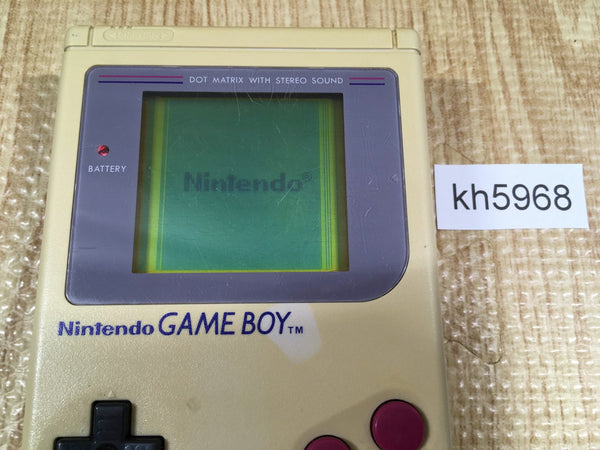 DOT MATRIX WITH STEREO SOUND
BATTERY
Nintendo®
kh5968
Nintendo GAME BOY™